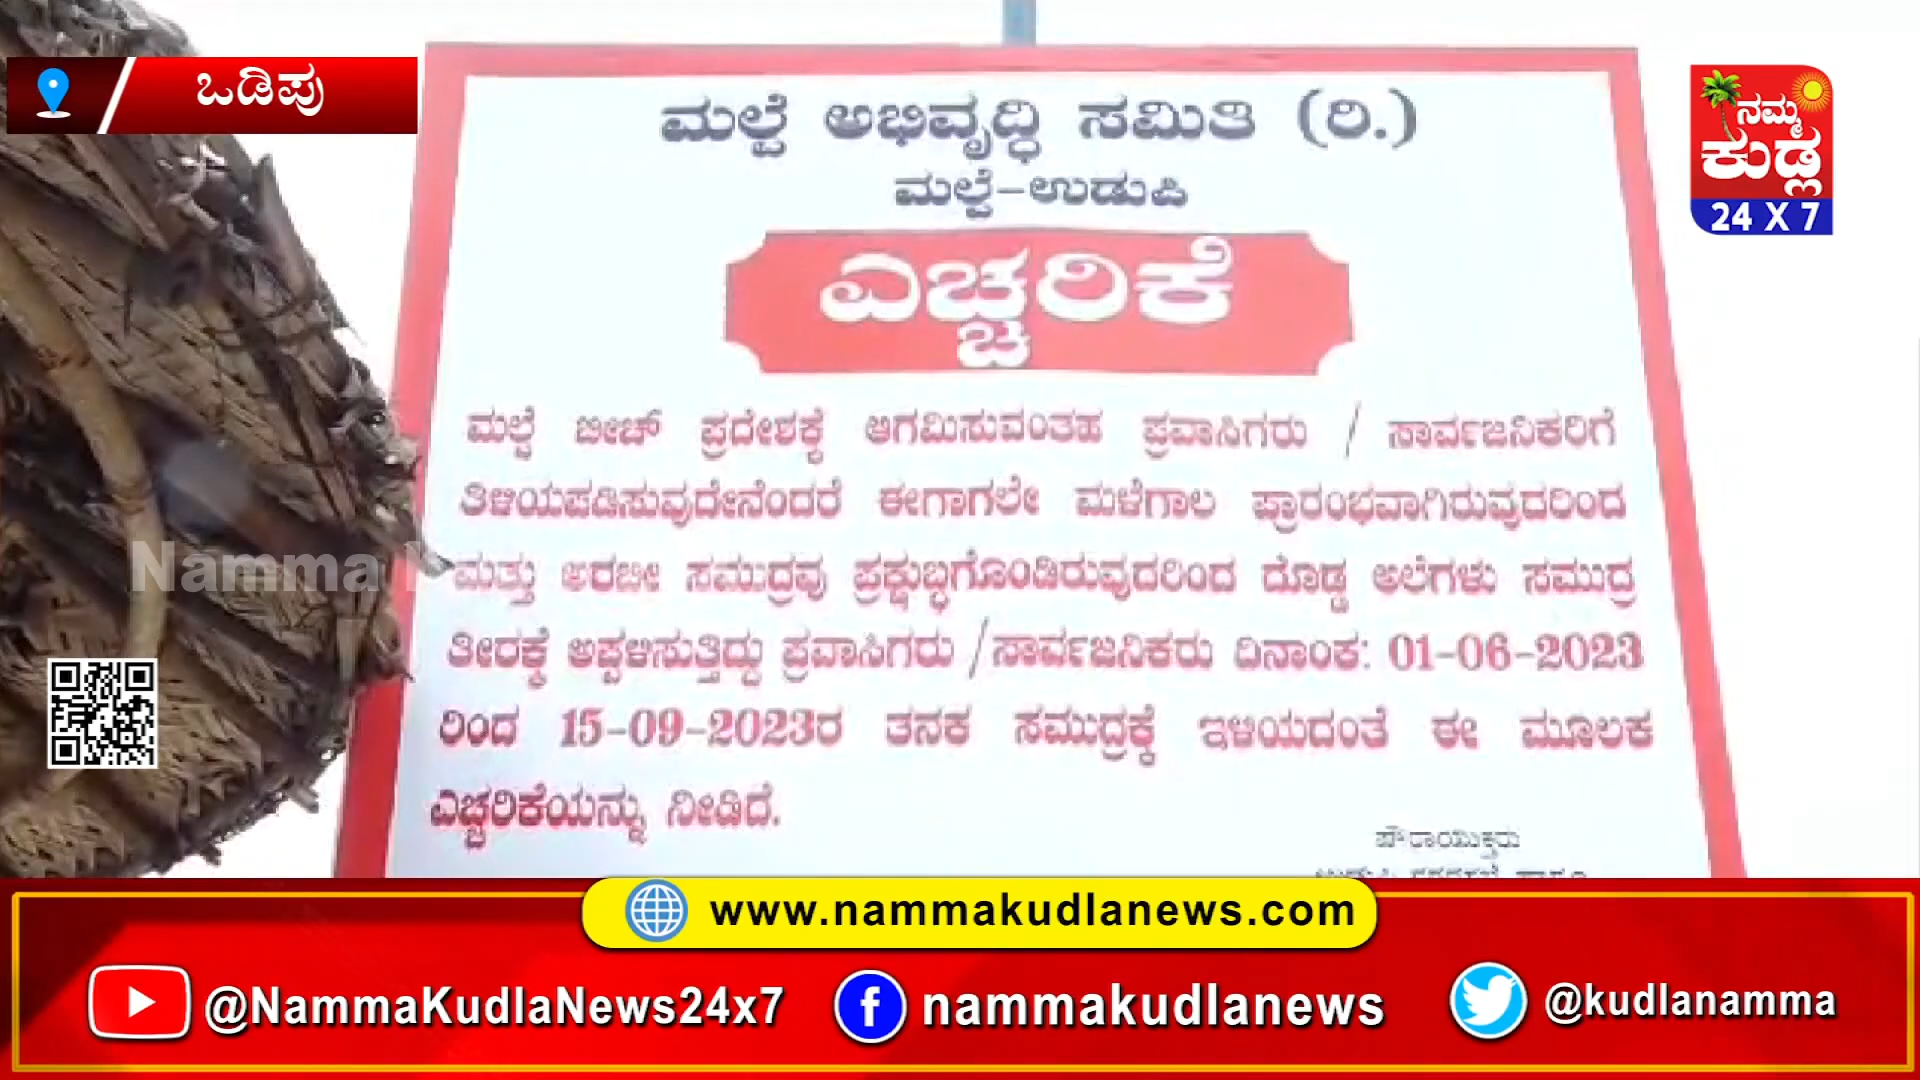 ಒಡಿಪು
ನಮ್ಮ
ಕುಡ್ಲ
24 X 7
ಮಲ್ಪೆ ಅಭಿವೃದ್ಧಿ ಸಮಿತಿ (ರಿ.)
ಮಲ್ಪೆ-ಉಡುಪಿ
ಎಚ್ಚರಿಕೆ
ಮಲ್ಪೆ ಬೀಚ್ ಪ್ರದೇಶಕ್ಕೆ ಆಗಮಿಸುವಂತಹ ಪ್ರವಾಸಿಗರು / ಸಾರ್ವಜನಿಕರಿಗೆ
ತಿಳಿಯಪಡಿಸುವುದೇನೆಂದರೆ ಈಗಾಗಲೇ ಮಳೆಗಾಲ ಪ್ರಾರಂಭವಾಗಿರುವುದರಿಂದ
ಮತ್ತು ಅರಬೀ ಸಮುದ್ರವು ಪ್ರಕ್ಷುಬ್ಧಗೊಂಡಿರುವುದರಿಂದ ದೊಡ್ಡ ಅಲೆಗಳು ಸಮುದ್ರ
ತೀರಕ್ಕೆ ಅಪ್ಪಳಿಸುತ್ತಿದ್ದು ಪ್ರವಾಸಿಗರು /ಸಾರ್ವಜನಿಕರು ದಿನಾಂಕ: 01-06-2023
ರಿಂದ 15-09-2023ರ ತನಕ ಸಮುದ್ರಕ್ಕೆ ಇಳಿಯದಂತೆ ಈ ಮೂಲಕ
ಎಚ್ಚರಿಕೆಯನ್ನು ನೀಡಿದೆ.
ಪೌರಾಯುಕ್ತರು
Namma
www.nammakudlanews.com
@NammaKudlaNews24x7
nammakudlanews
@kudlanamma